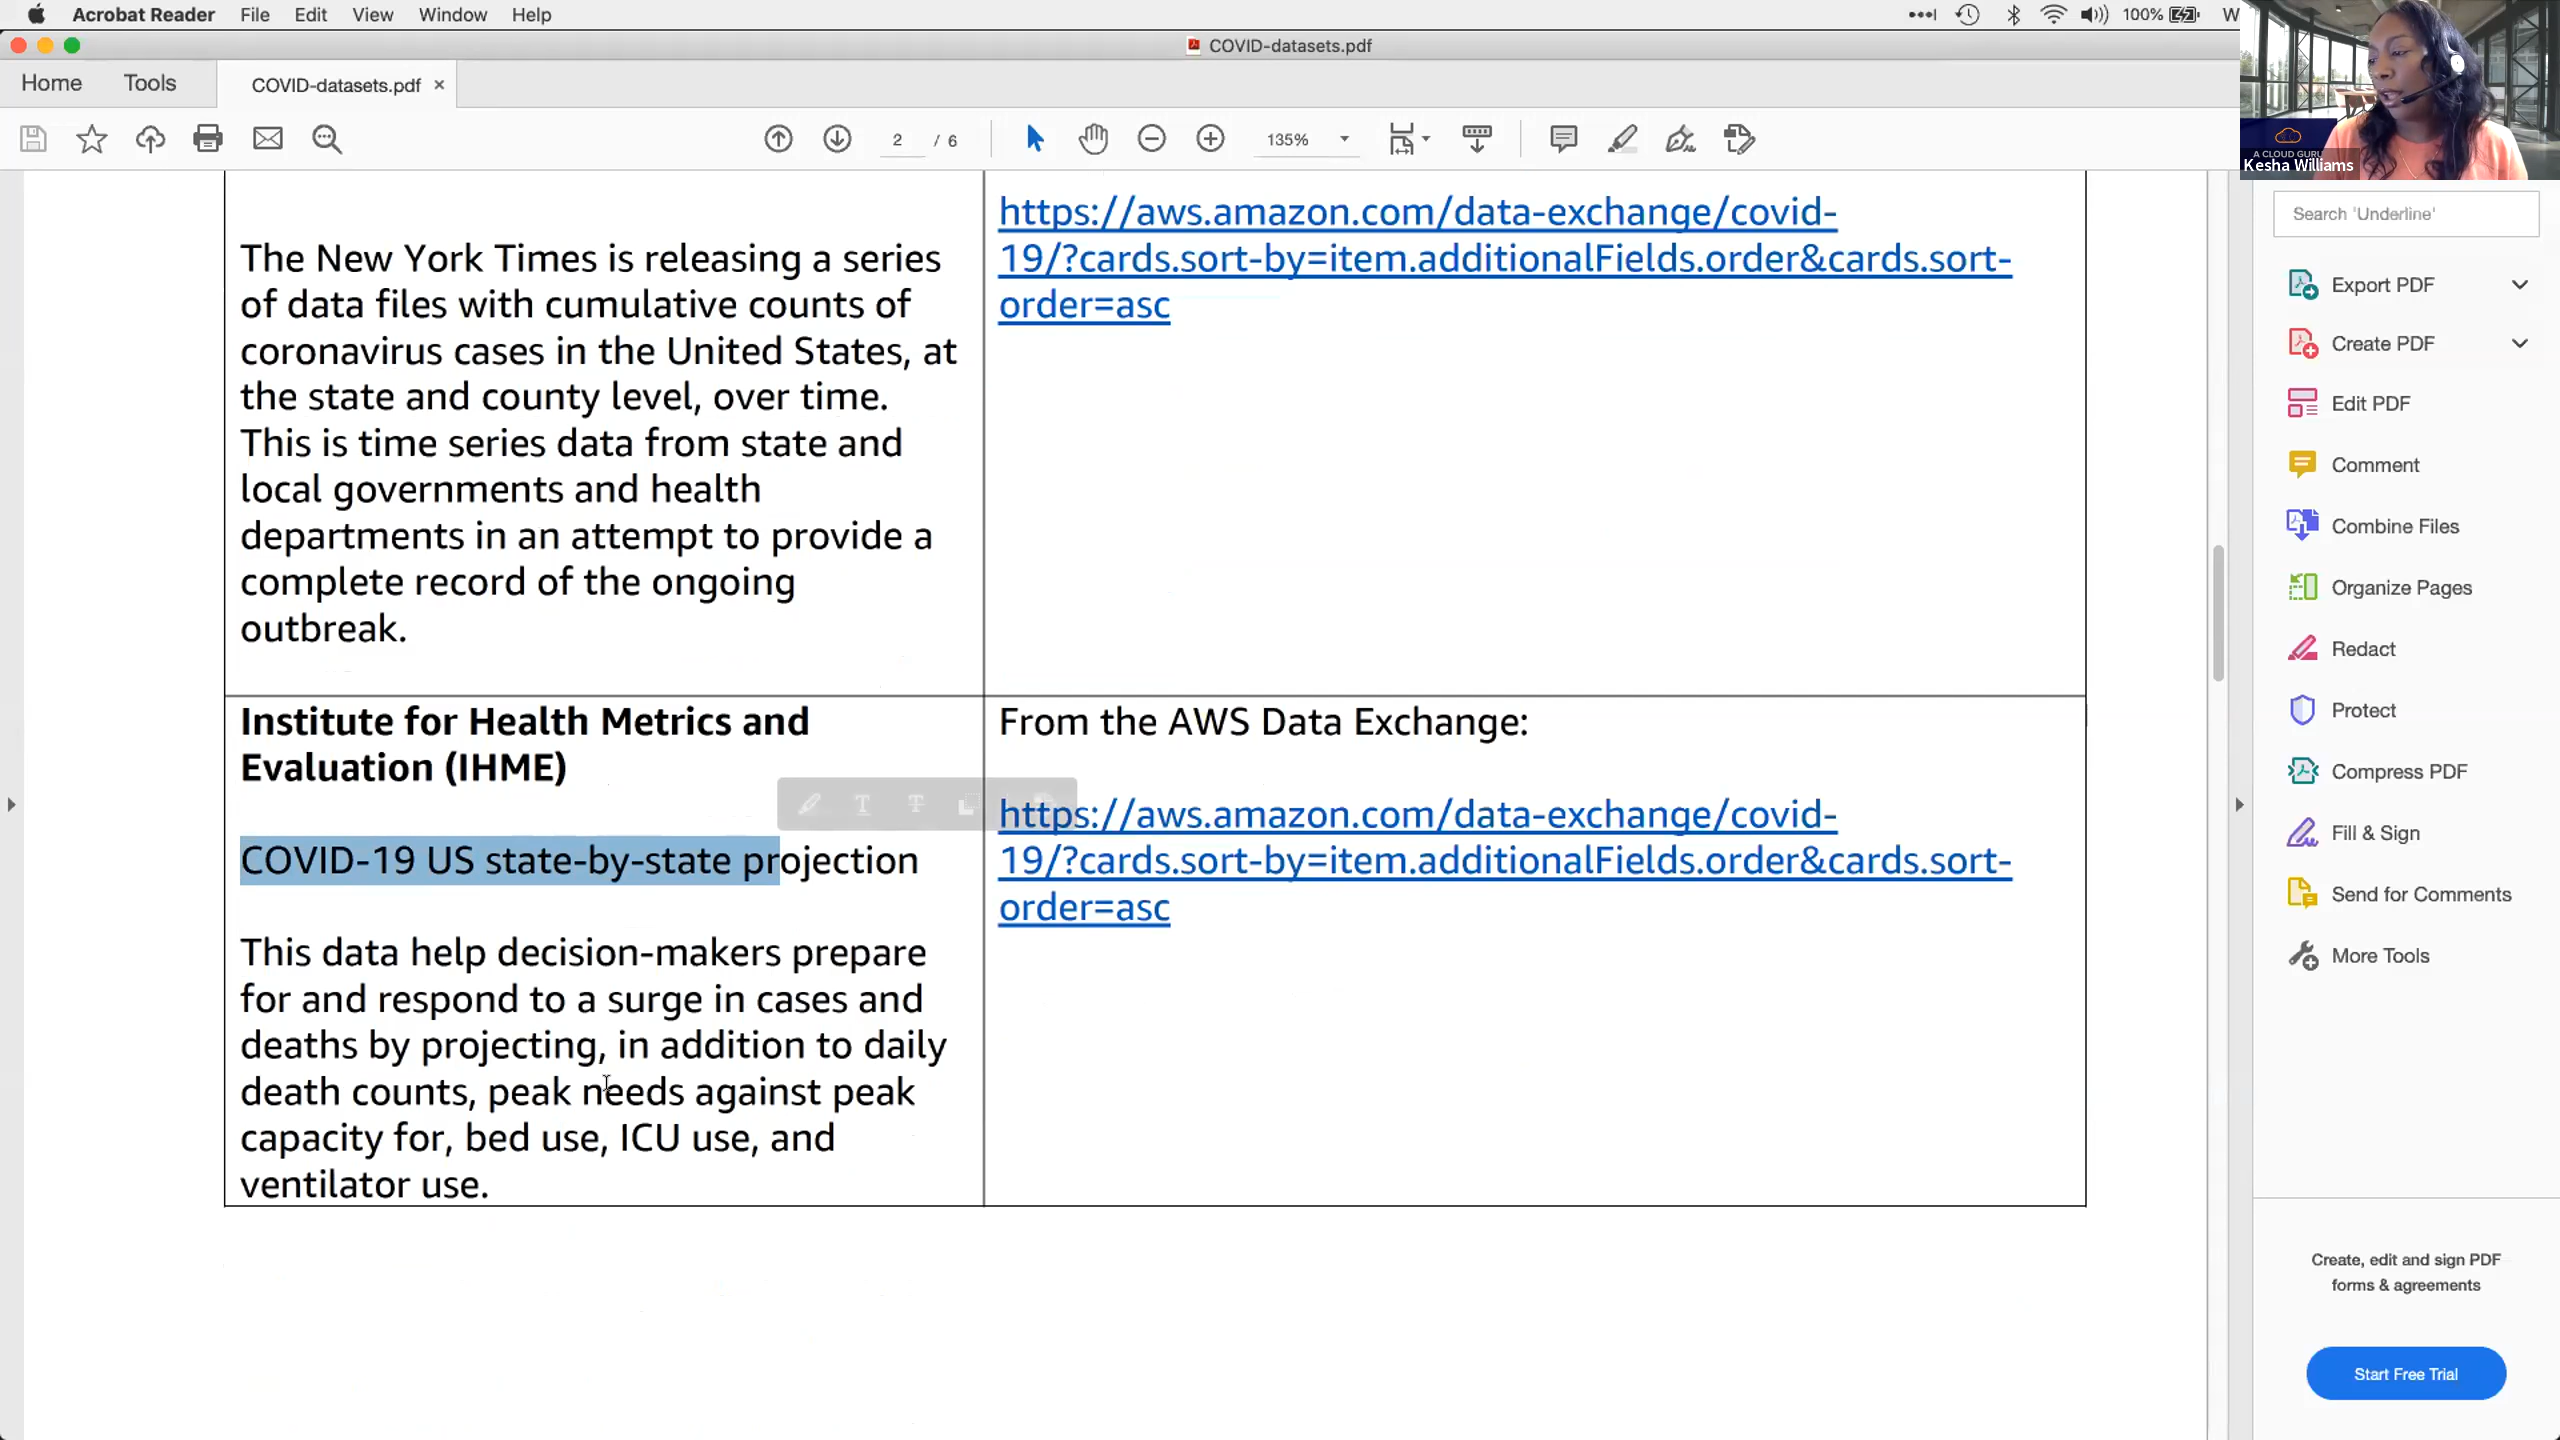 Acrobat Reader File Edit View Window Help
100%
W
COVID-datasets.pdf
Home Tools COVID-datasets.pdf
2 / 6
135%
A CLOUD GURU
Kesha Williams
The New York Times is releasing a series
of data files with cumulative counts of
coronavirus cases in the United States, at
the state and county level, over time.
This is time series data from state and
local governments and health
departments in an attempt to provide a
complete record of the ongoing
outbreak.
https://aws.amazon.com/data-exchange/covid-
19/?cards.sort-by=item.additionalFields.order&cards.sort-
order=asc
Institute for Health Metrics and
Evaluation (IHME)
COVID-19 US state-by-state projection
This data help decision-makers prepare
for and respond to a surge in cases and
deaths by projecting, in addition to daily
death counts, peak needs against peak
capacity for, bed use, ICU use, and
ventilator use.
From the AWS Data Exchange:
https://aws.amazon.com/data-exchange/covid-
19/?cards.sort-by=item.additionalFields.order&cards.sort-
order=asc
Search 'Underline'
Export PDF
Create PDF
Edit PDF
Comment
Combine Files
Organize Pages
Redact
Protect
Compress PDF
Fill & Sign
Send for Comments
More Tools
Create, edit and sign PDF
forms & agreements
Start Free Trial